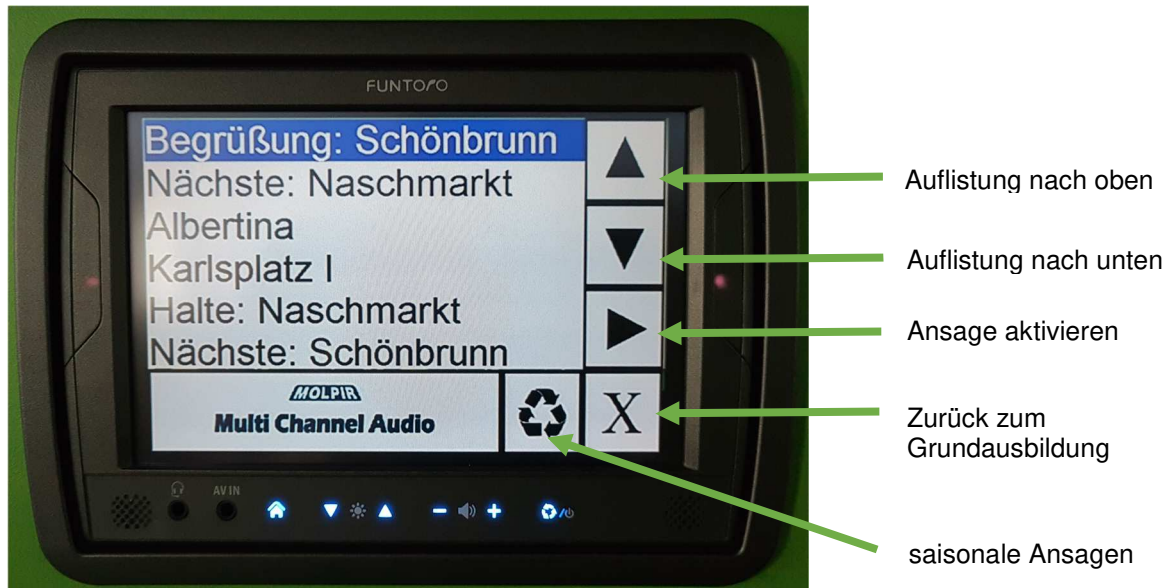 FUNTORO
Begrüßung: Schönbrunn
Nächste: Naschmarkt
Albertina
Karlsplatz I
Halte: Naschmarkt
Nächste: Schönbrunn
MOLPIR
Multi Channel Audio
X
AV IN
Auflistung nach oben
Auflistung nach unten
Ansage aktivieren
Zurück zum
Grundausbildung
saisonale Ansagen